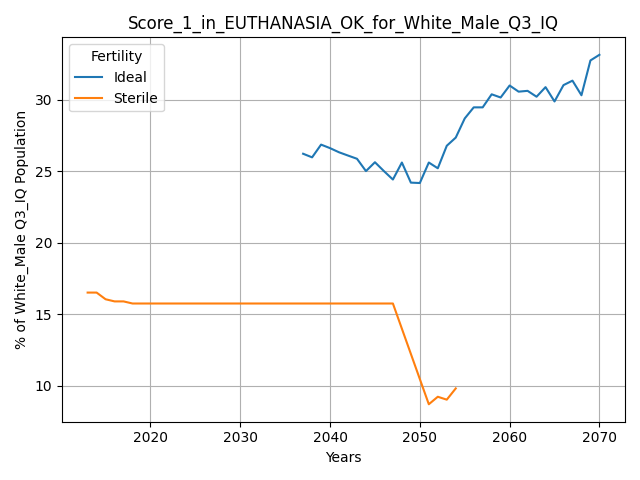 Score_1_in_EUTHANASIA_OK_for_White_Male_Q3_IQ
Fertility
Ideal
Sterile
% of White_Male Q3_IQ Population
30
25
20
15
10
2020 2030 2040 2050 2060 2070
Years